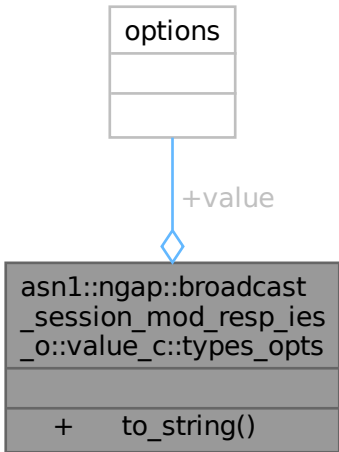 options
+value
asn1::ngap::broadcast
_session_mod_resp_ies
_o::value_c::types_opts
+ to_string()